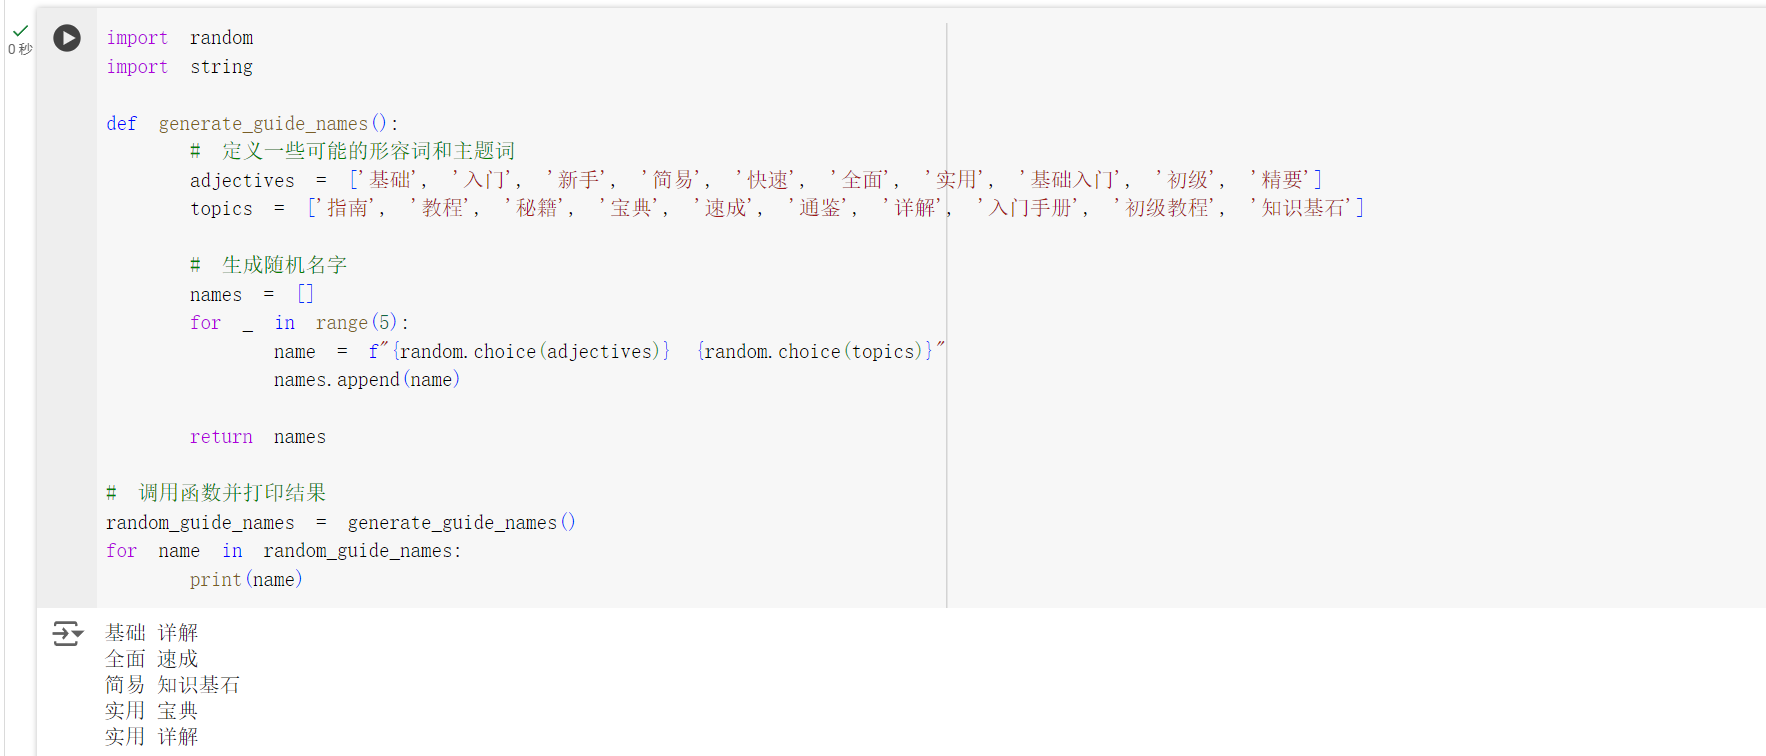 0 秒
import random
import string
def generate_guide_names():
# 定义一些可能的形容词和主题词
adjectives = ['基础', '入门', '新手', '简易', '快速', '全面', '实用', '基础入门', '初级', '精要']
topics = ['指南', '教程', '秘籍', '宝典', '速成', '通鉴', '详解', '入门手册', '初级教程', '知识基石']
# 生成随机名字
names = []
for _ in range(5):
name = f"{random.choice(adjectives)} {random.choice(topics)}"
names.append(name)
return names
# 调用函数并打印结果
random_guide_names = generate_guide_names()
for name in random_guide_names:
print(name)
基础 详解
全面 速成
简易 知识基石
实用 宝典
实用 详解